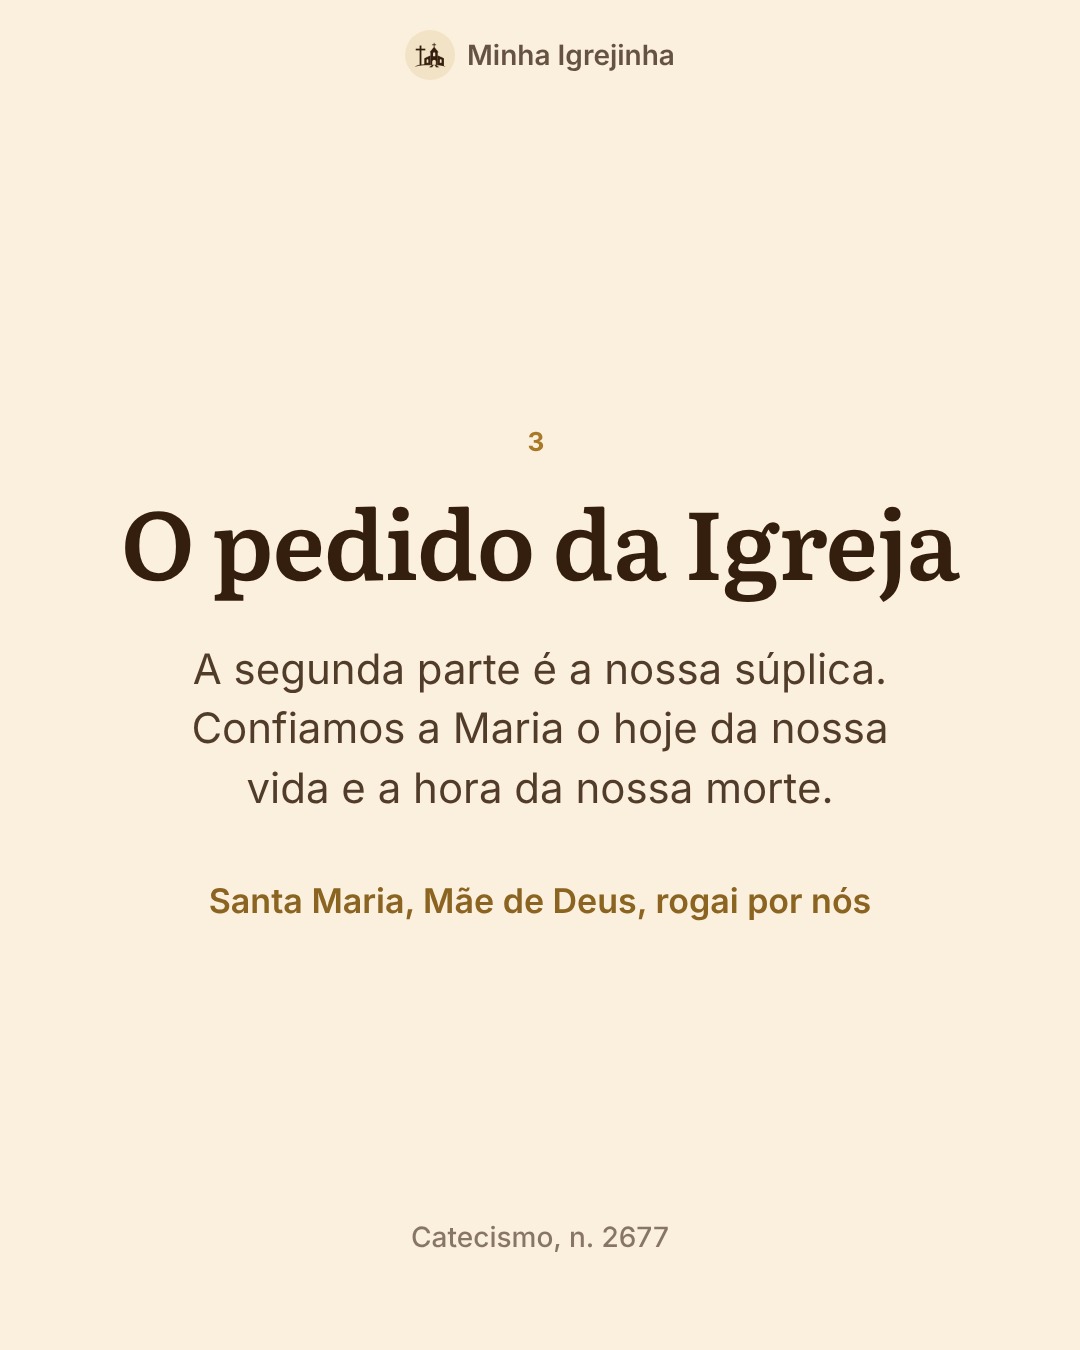 Minha Igrejinha
3
O pedido da Igreja
A segunda parte é a nossa súplica.
Confiamos a Maria o hoje da nossa
vida e a hora da nossa morte.
Santa Maria, Mãe de Deus, rogai por nós
Catecismo, n. 2677